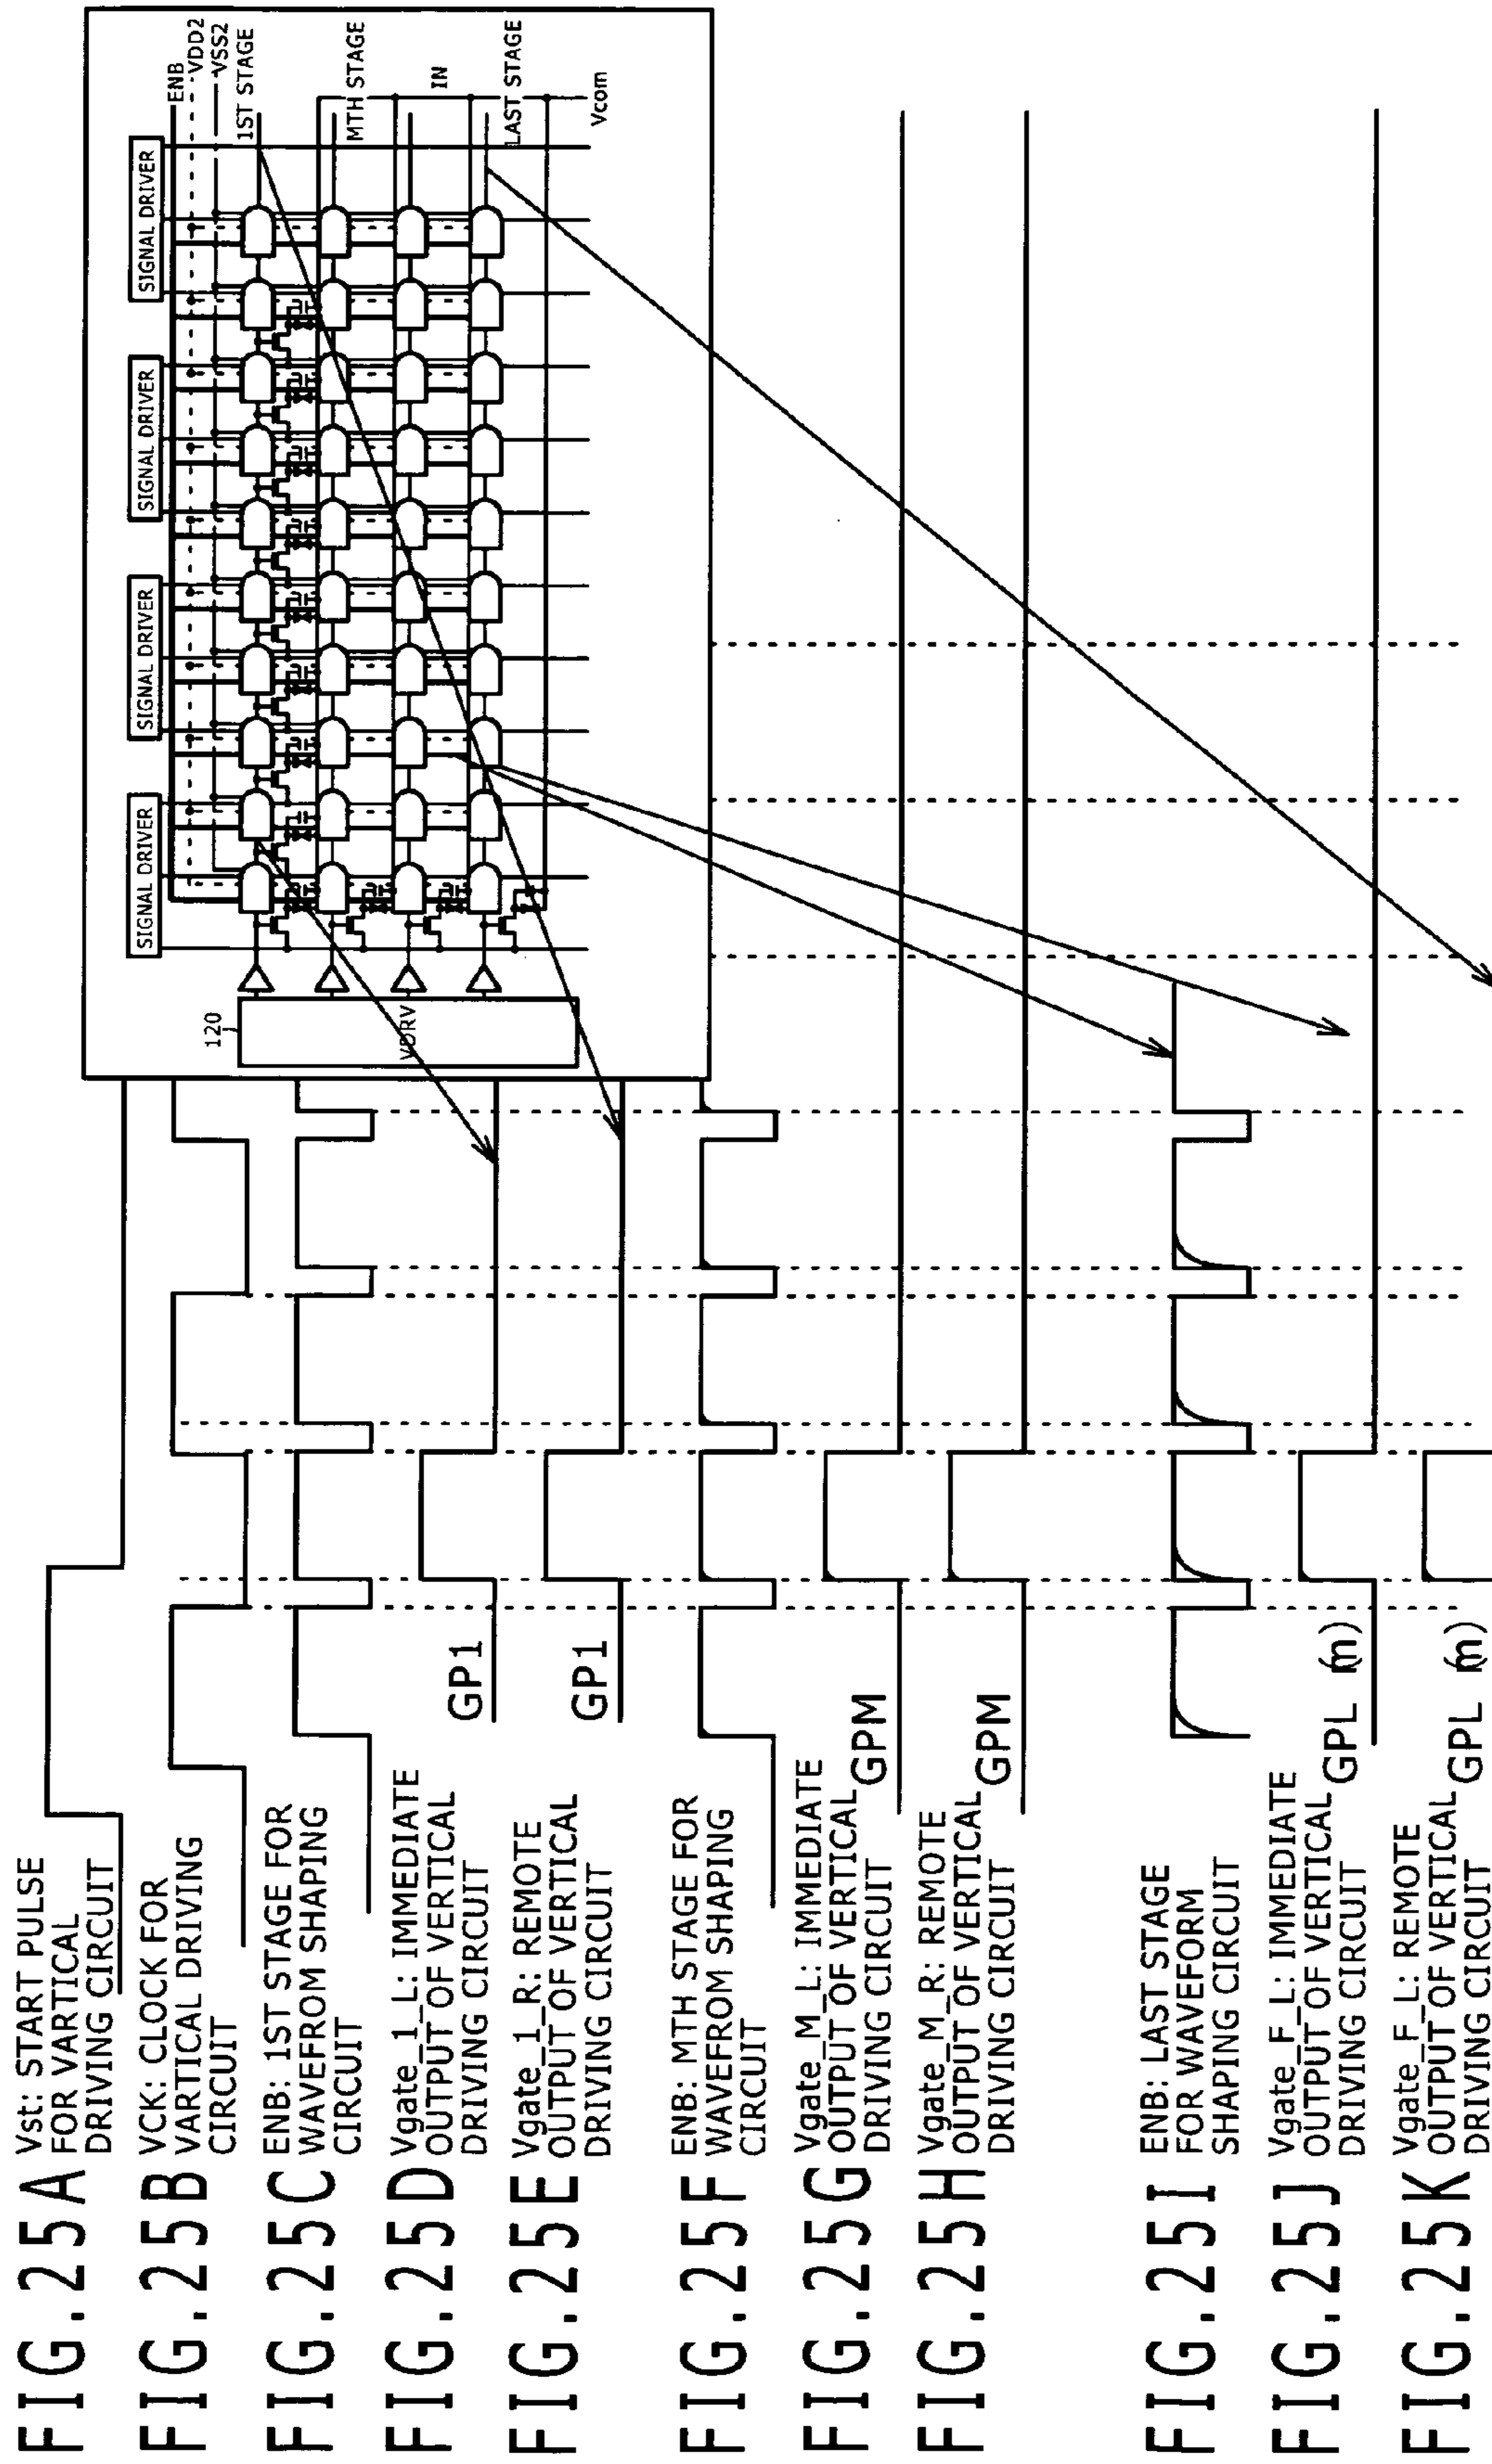 FIG.25A
Vst: START PULSE
FOR VARTICAL
DRIVING CIRCUIT
FIG.25B
VCK: CLOCK FOR
VARTICAL DRIVING
CIRCUIT
FIG.25C
ENB: 1ST STAGE FOR
WAVEFROM SHAPING
CIRCUIT
FIG.25D
Vgate_1_L: IMMEDIATE
OUTPUT OF VERTICAL
DRIVING CIRCUIT
GP1
FIG.25E
Vgate_1_R: REMOTE
OUTPUT OF VERTICAL
DRIVING CIRCUIT
GP1
FIG.25F
ENB: MTH STAGE FOR
WAVEFROM SHAPING
CIRCUIT
FIG.25G
Vgate_M_L: IMMEDIATE
OUTPUT OF VERTICAL
DRIVING CIRCUIT
GPM
FIG.25H
Vgate_M_R: REMOTE
OUTPUT OF VERTICAL
DRIVING CIRCUIT
GPM
FIG.25I
ENB: LAST STAGE
FOR WAVEFORM
SHAPING CIRCUIT
FIG.25J
Vgate_F_L: IMMEDIATE
OUTPUT OF VERTICAL
DRIVING CIRCUIT
GPL (m)
FIG.25K
Vgate_F_L: REMOTE
OUTPUT OF VERTICAL
DRIVING CIRCUIT
GPL (m)
120
VDRV
SIGNAL DRIVER
SIGNAL DRIVER
SIGNAL DRIVER
SIGNAL DRIVER
ENB
VDD2
VSS2
1ST STAGE
MTH STAGE
IN
LAST STAGE
Vcom